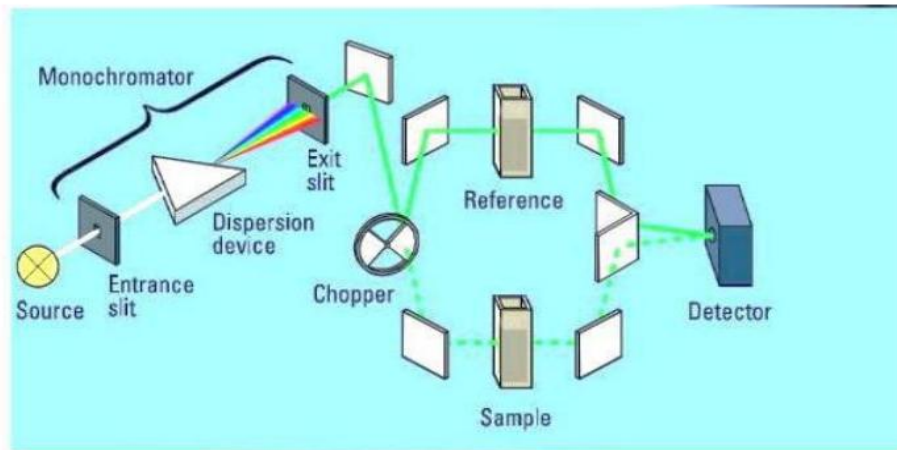 Monochromator
Exit
slit
Dispersion
device
Entrance
slit
Source
Chopper
Reference
Sample
Detector